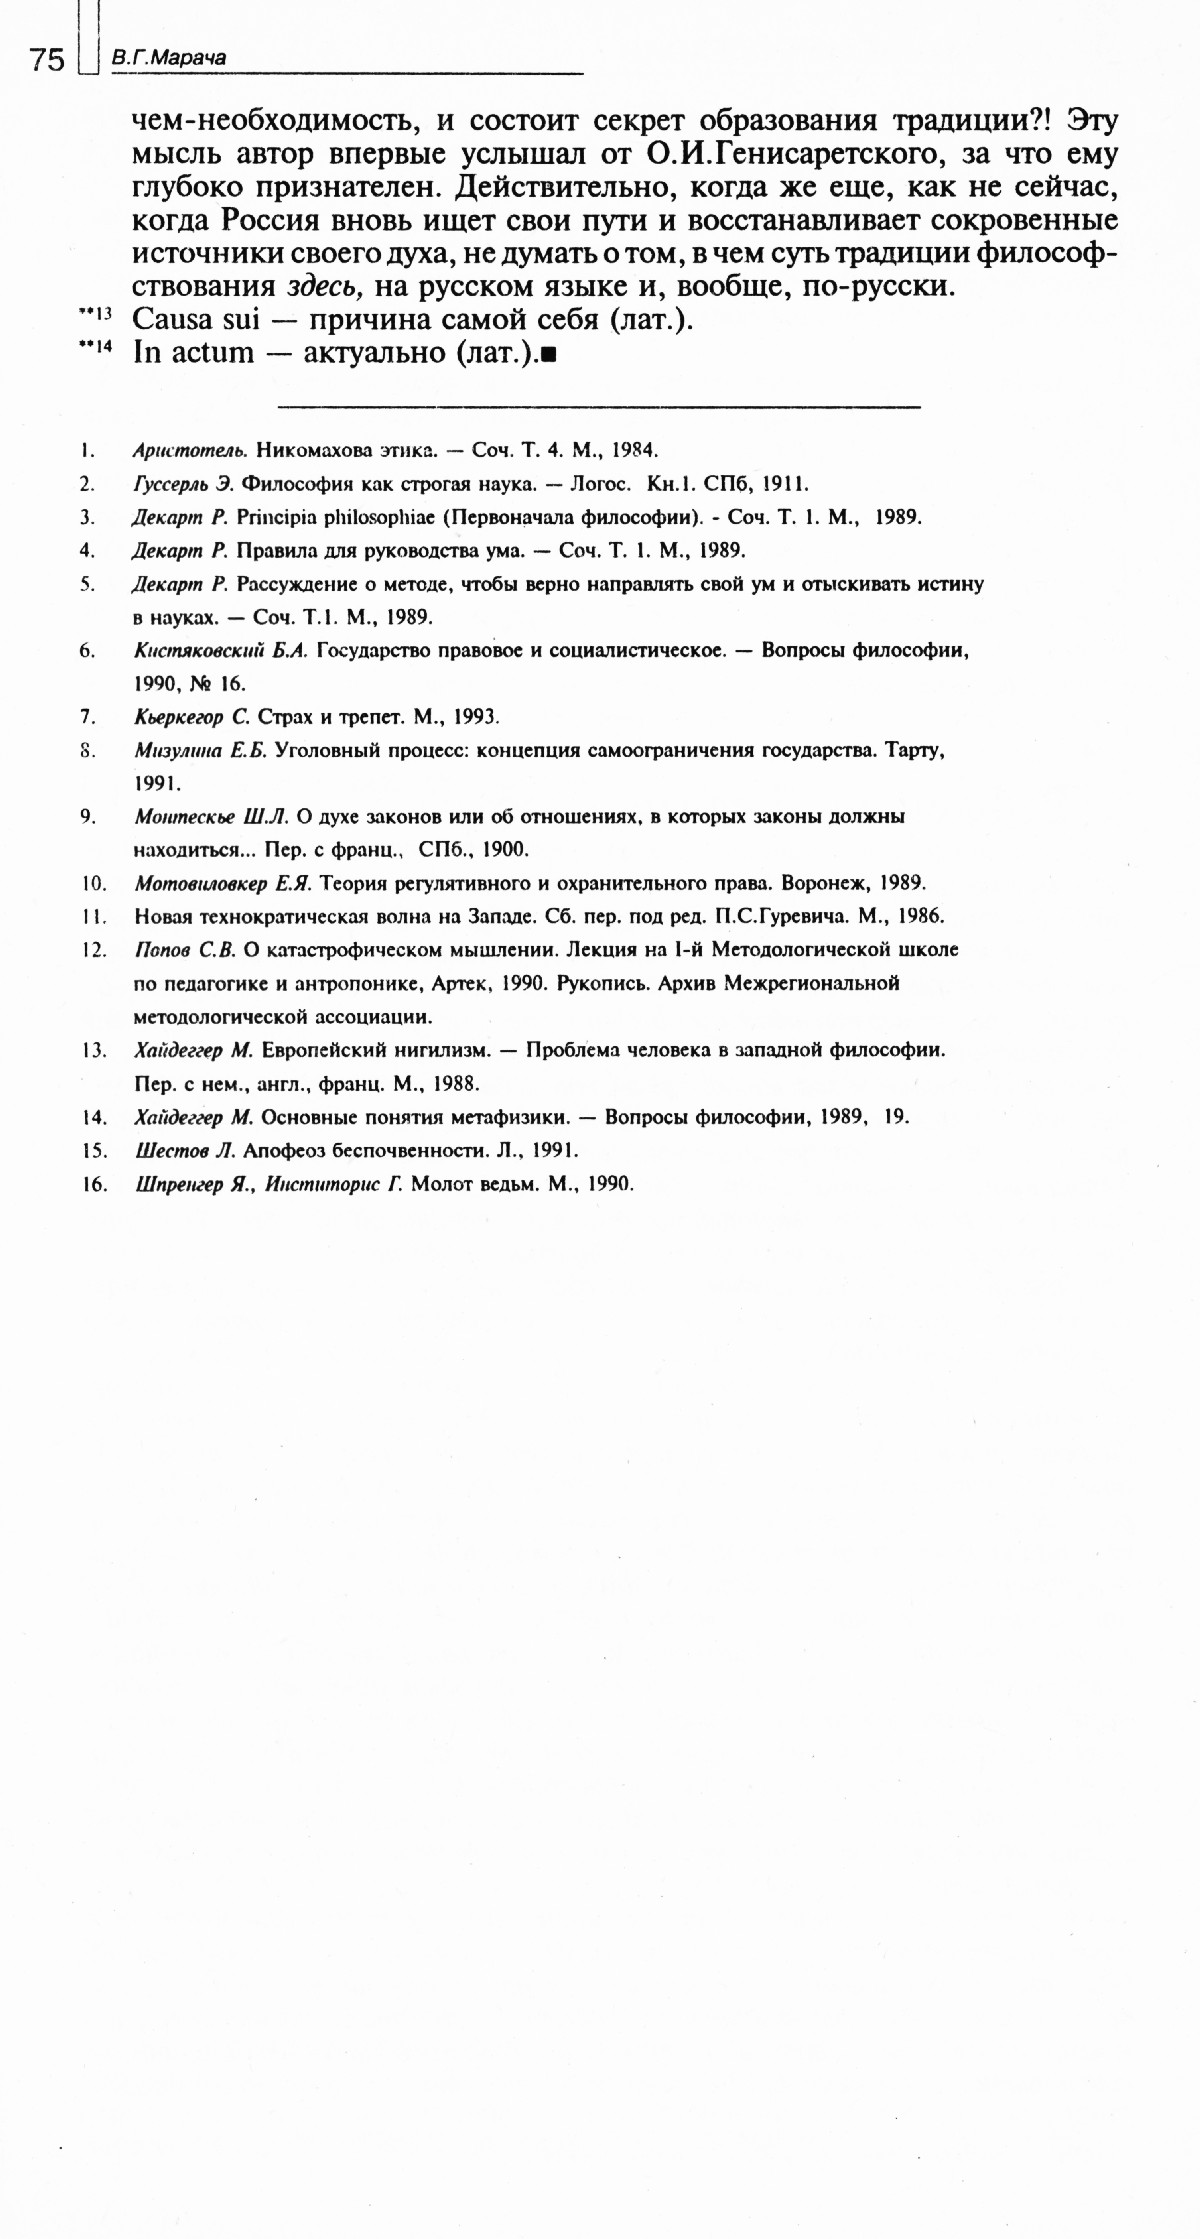 75 В.Г.Марача
чем-необходимость, и состоит секрет образования традиции?! Эту
мысль автор впервые услышал от О.И.Генисаретского, за что ему
глубоко признателен. Действительно, когда же еще, как не сейчас,
когда Россия вновь ищет свои пути и восстанавливает сокровенные
источники своего духа, не думать о том, в чем суть традиции философ-
ствования здесь, на русском языке и, вообще, по-русски.
**13 Causa sui — причина самой себя (лат.).
**14 In actum — актуально (лат.).■
1. Аристотель. Никомахова этика. — Соч. Т. 4. М., 1984.
2. Гуссерль Э. Философия как строгая наука. — Логос. Кн.1. СПб, 1911.
3. Декарт Р. Principia philosophiae (Первоначала философии). - Соч. Т. 1. М., 1989.
4. Декарт Р. Правила для руководства ума. — Соч. Т. 1. М., 1989.
5. Декарт Р. Рассуждение о методе, чтобы верно направлять свой ум и отыскивать истину
в науках. — Соч. Т.1. М., 1989.
6. Кистяковский Б.А. Государство правовое и социалистическое. — Вопросы философии,
1990, № 16.
7. Кьеркегор С. Страх и трепет. М., 1993.
8. Мизулина Е.Б. Уголовный процесс: концепция самоограничения государства. Тарту,
1991.
9. Монтескье Ш.Л. О духе законов или об отношениях, в которых законы должны
находиться... Пер. с франц., СПб., 1900.
10. Мотовиловкер Е.Я. Теория регулятивного и охранительного права. Воронеж, 1989.
11. Новая технократическая волна на Западе. Сб. пер. под ред. П.С.Гуревича. М., 1986.
12. Попов С.В. О катастрофическом мышлении. Лекция на I-й Методологической школе
по педагогике и антропонике, Артек, 1990. Рукопись. Архив Межрегиональной
методологической ассоциации.
13. Хайдеггер М. Европейский нигилизм. — Проблема человека в западной философии.
Пер. с нем., англ., франц. М., 1988.
14. Хайдеггер М. Основные понятия метафизики. — Вопросы философии, 1989, 19.
15. Шестов Л. Апофеоз беспочвенности. Л., 1991.
16. Шпренгер Я., Инститорис Г. Молот ведьм. М., 1990.